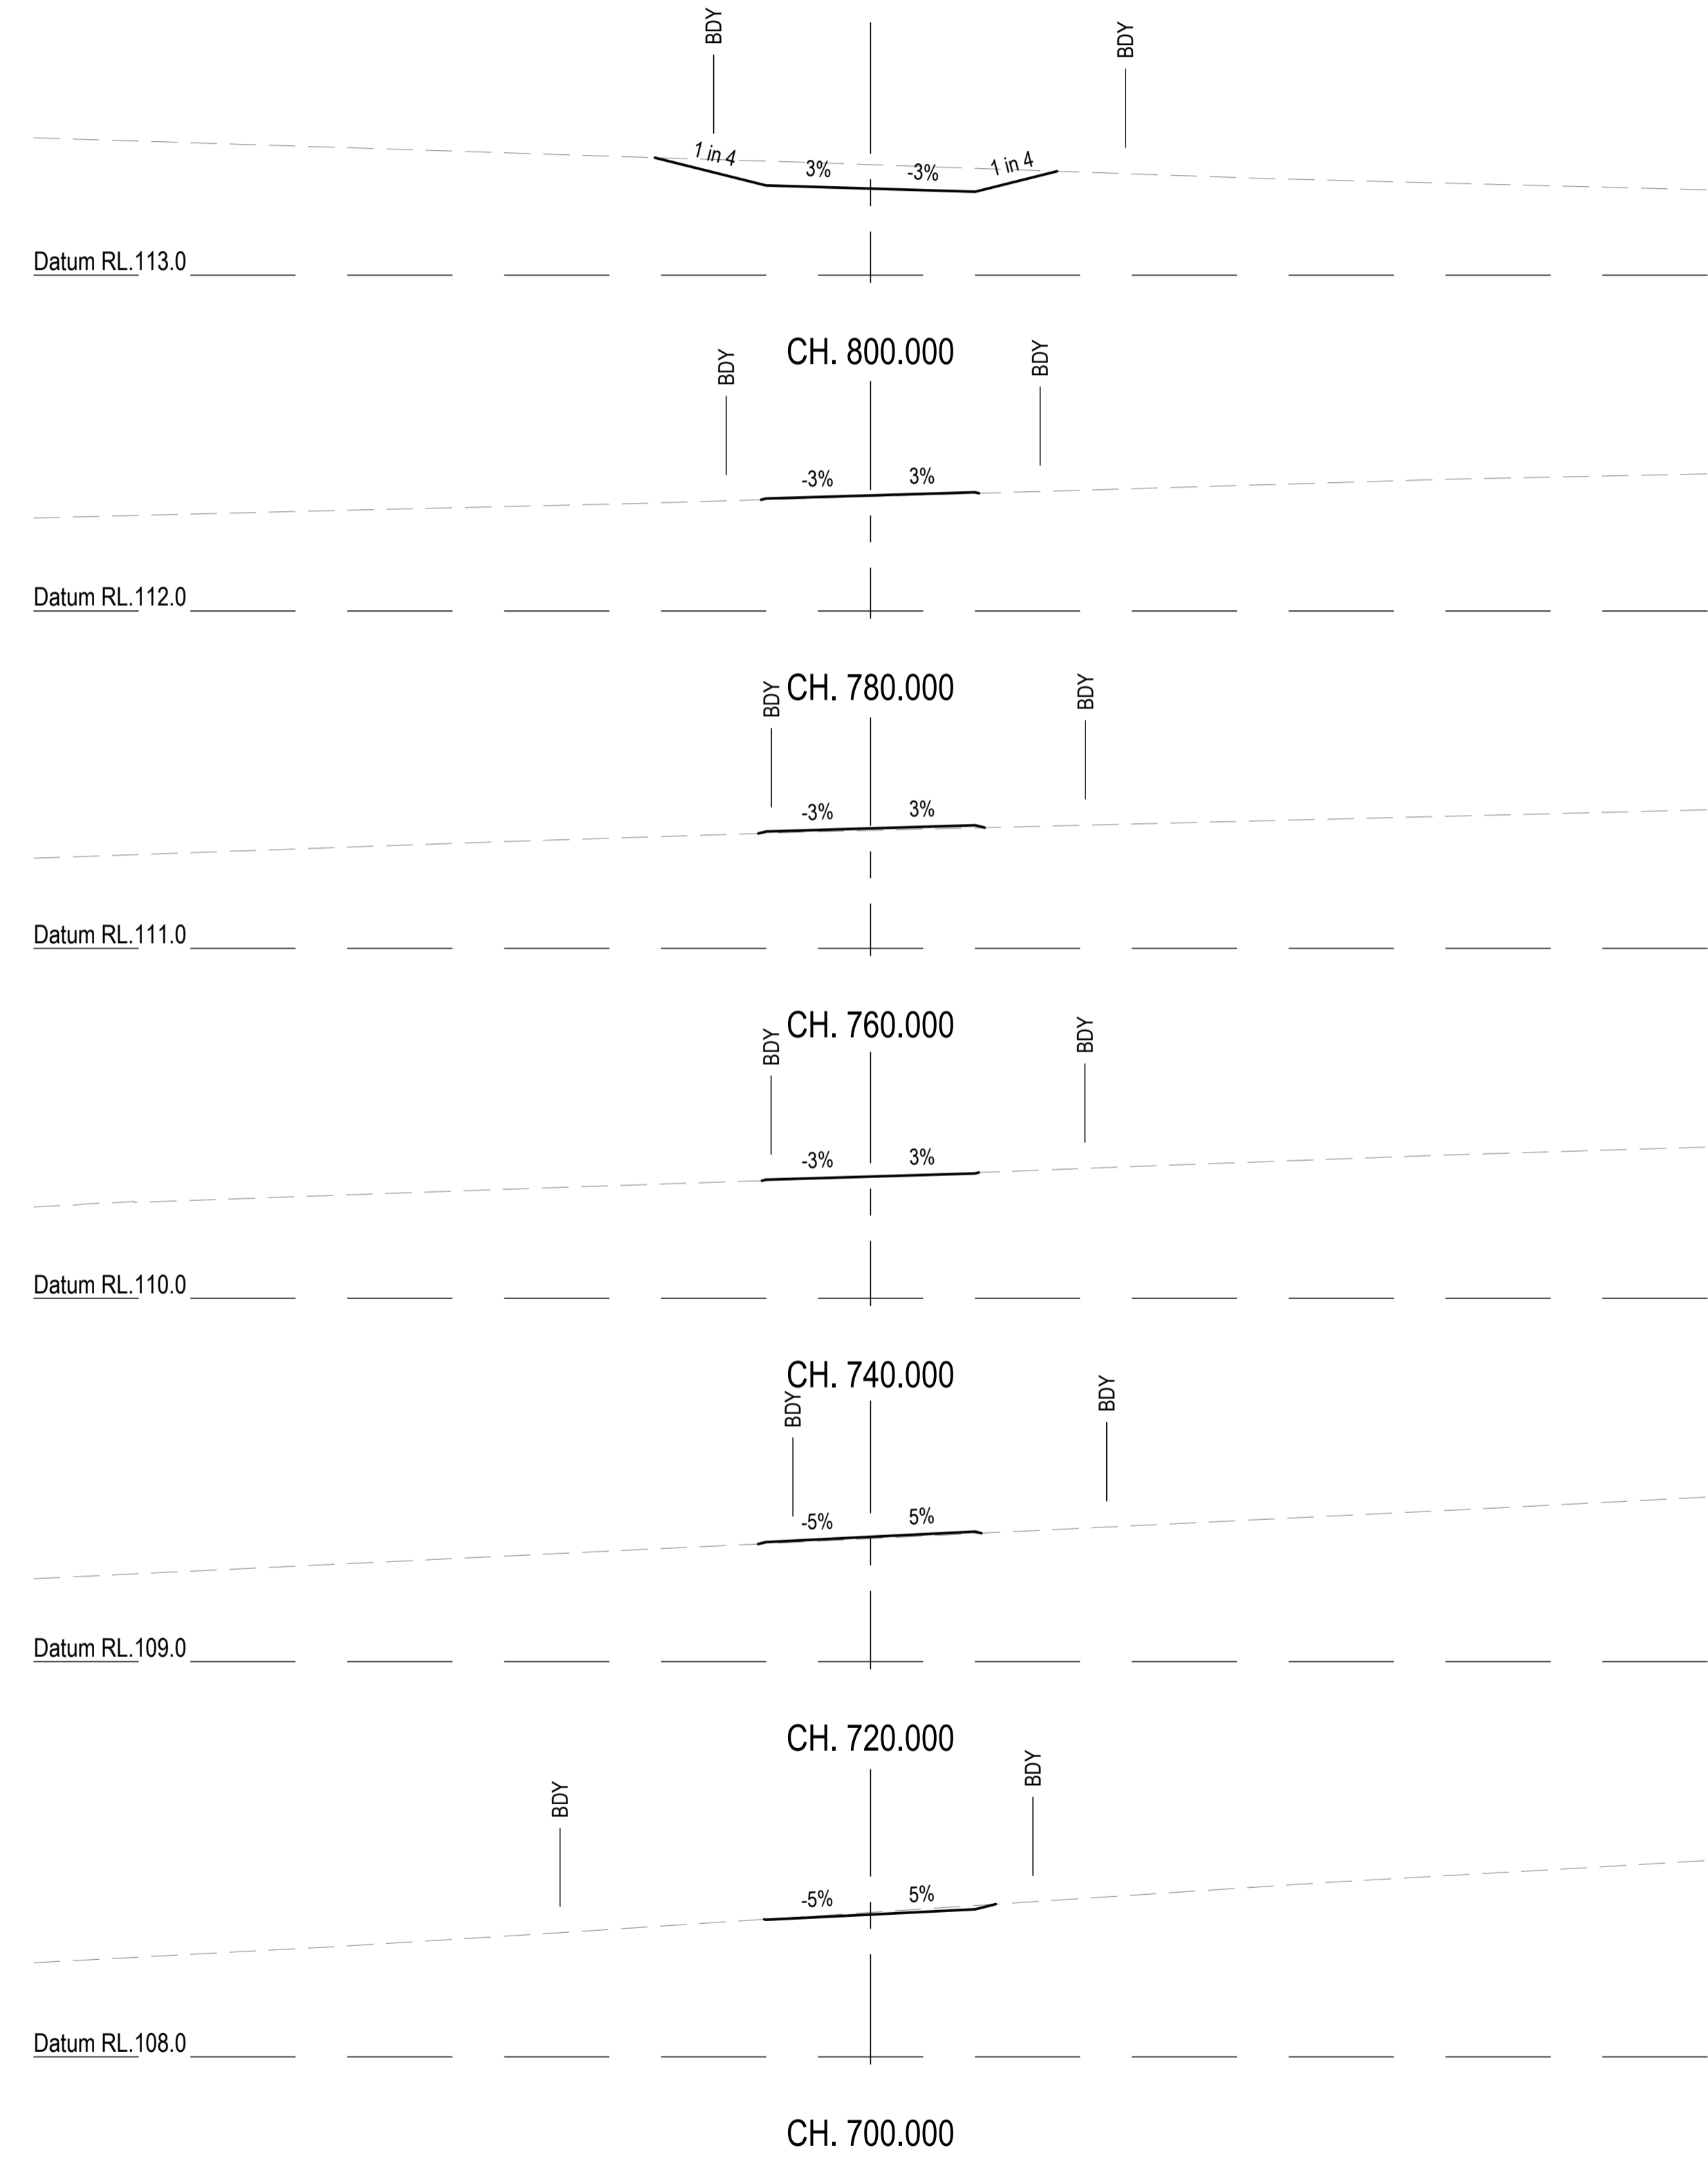 BDY
BDY
1 in 4
3%
-3%
1 in 4
Datum RL.113.0
CH. 800.000
BDY
BDY
-3%
3%
Datum RL.112.0
CH. 780.000
BDY
BDY
-3%
3%
Datum RL.111.0
CH. 760.000
BDY
BDY
-3%
3%
Datum RL.110.0
CH. 740.000
BDY
BDY
-5%
5%
Datum RL.109.0
CH. 720.000
BDY
BDY
-5%
5%
Datum RL.108.0
CH. 700.000